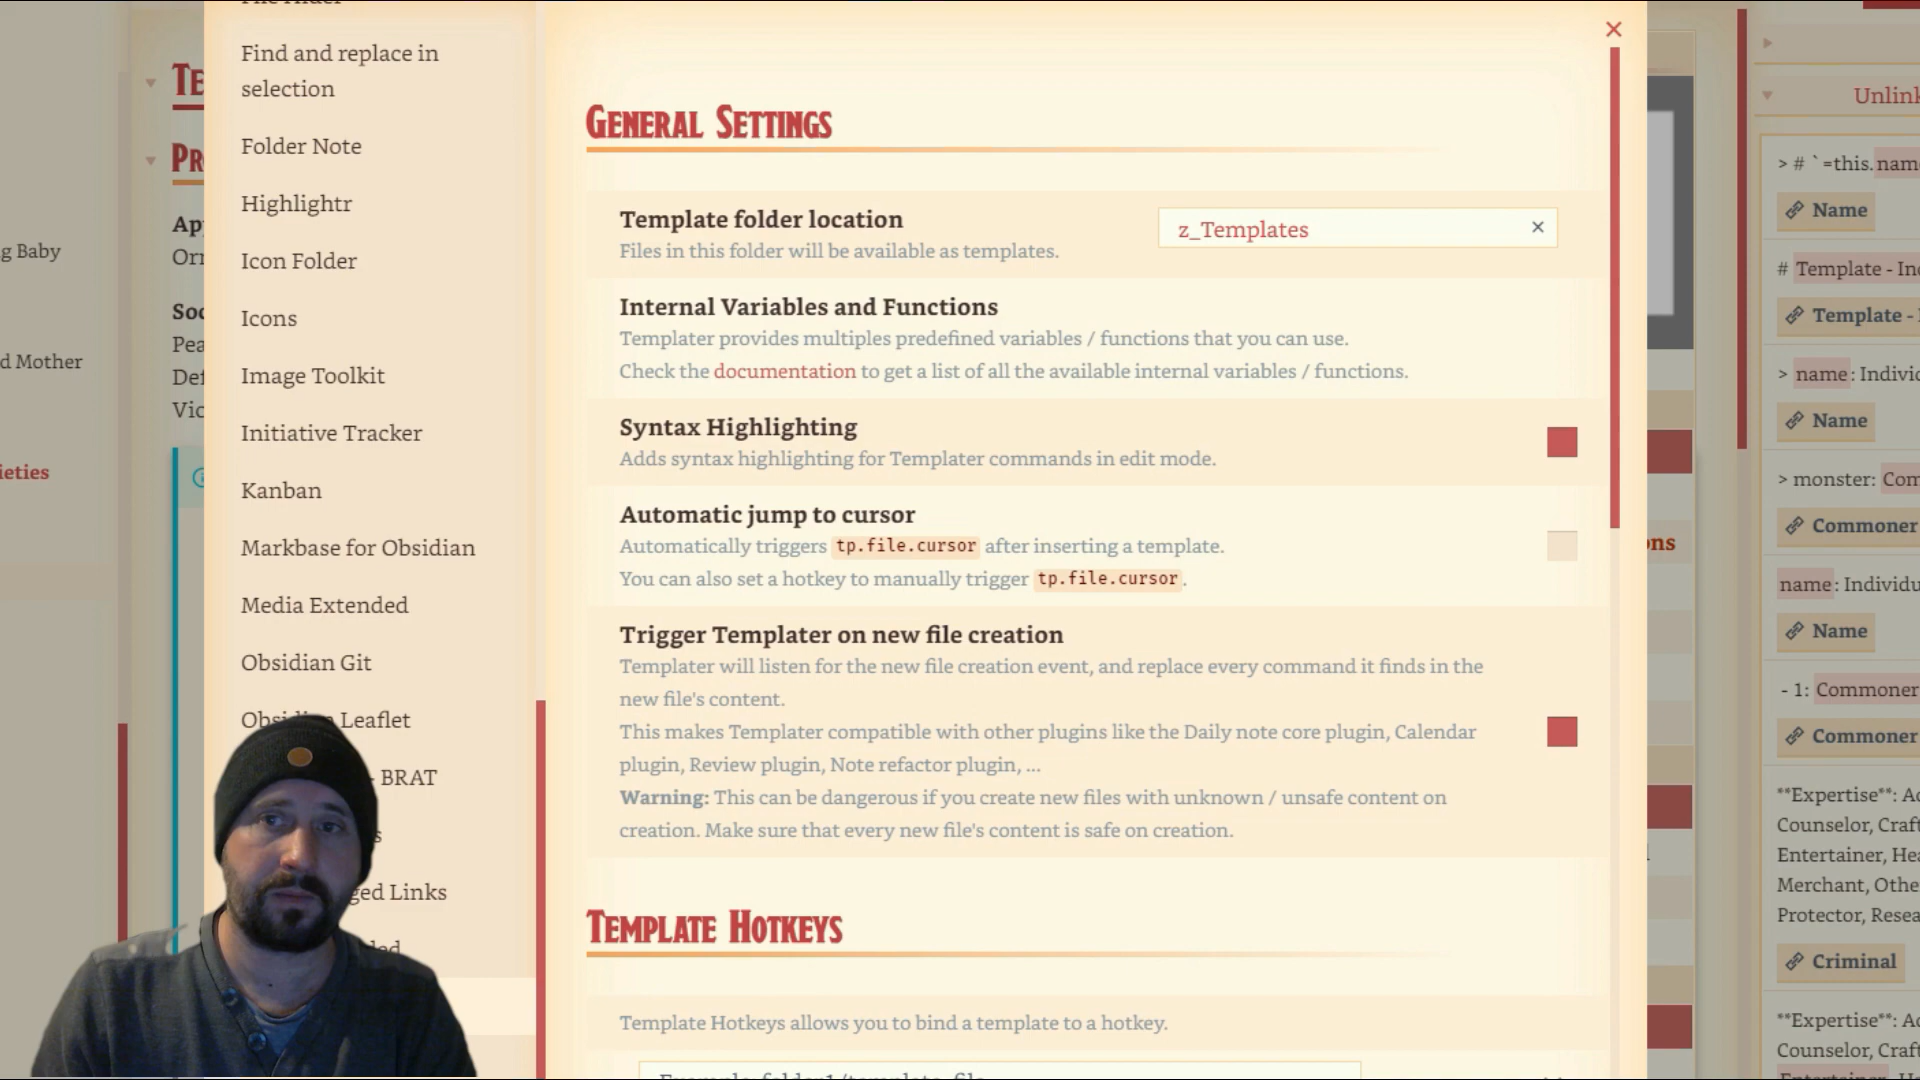 Find and replace in
selection
Folder Note
Highlightr
Icon Folder
Icons
Image Toolkit
Initiative Tracker
Kanban
Markbase for Obsidian
Media Extended
Obsidian Git
Leaflet
BRAT
Links
g Baby
d Mother
General Settings
Template folder location
z_Templates ×
Files in this folder will be available as templates.
Internal Variables and Functions
Templater provides multiples predefined variables / functions that you can use.
Check the documentation to get a list of all the available internal variables / functions.
Syntax Highlighting
Adds syntax highlighting for Templater commands in edit mode.
Automatic jump to cursor
Automatically triggers tp.file.cursor after inserting a template.
You can also set a hotkey to manually trigger tp.file.cursor.
Trigger Templater on new file creation
Templater will listen for the new file creation event, and replace every command it finds in the
new file's content.
This makes Templater compatible with other plugins like the Daily note core plugin, Calendar
plugin, Review plugin, Note refactor plugin, ...
Warning: This can be dangerous if you create new files with unknown / unsafe content on
creation. Make sure that every new file's content is safe on creation.
Template Hotkeys
Template Hotkeys allows you to bind a template to a hotkey.
Unlink
> # `=this.name
Name
# Template - In
Template -
> name: Individ
Name
> monster: Com
Commoner
name: Individu
Name
- 1: Commoner
Commoner
**Expertise**: A
Counselor, Craf
Entertainer, Hea
Merchant, Othe
Protector, Resea
Criminal
**Expertise**: A
Counselor, Craf